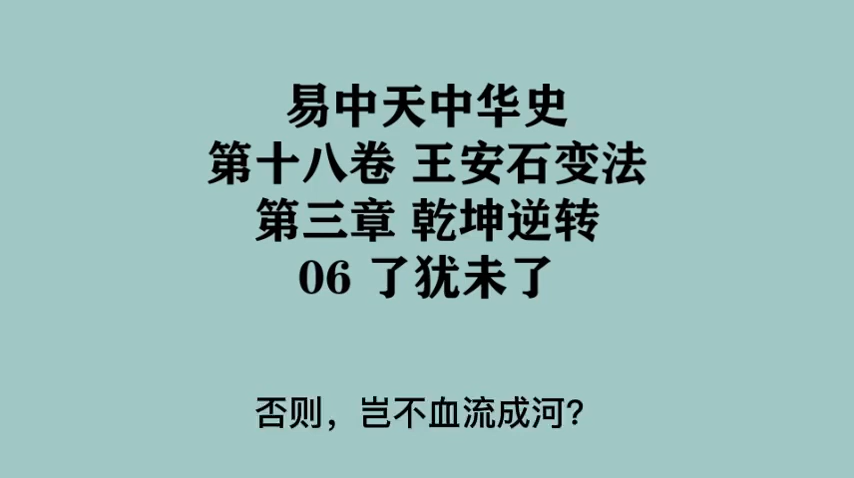 易中天中华史
第十八卷 王安石变法
第三章 乾坤逆转
06 了犹未了
否则，岂不血流成河？